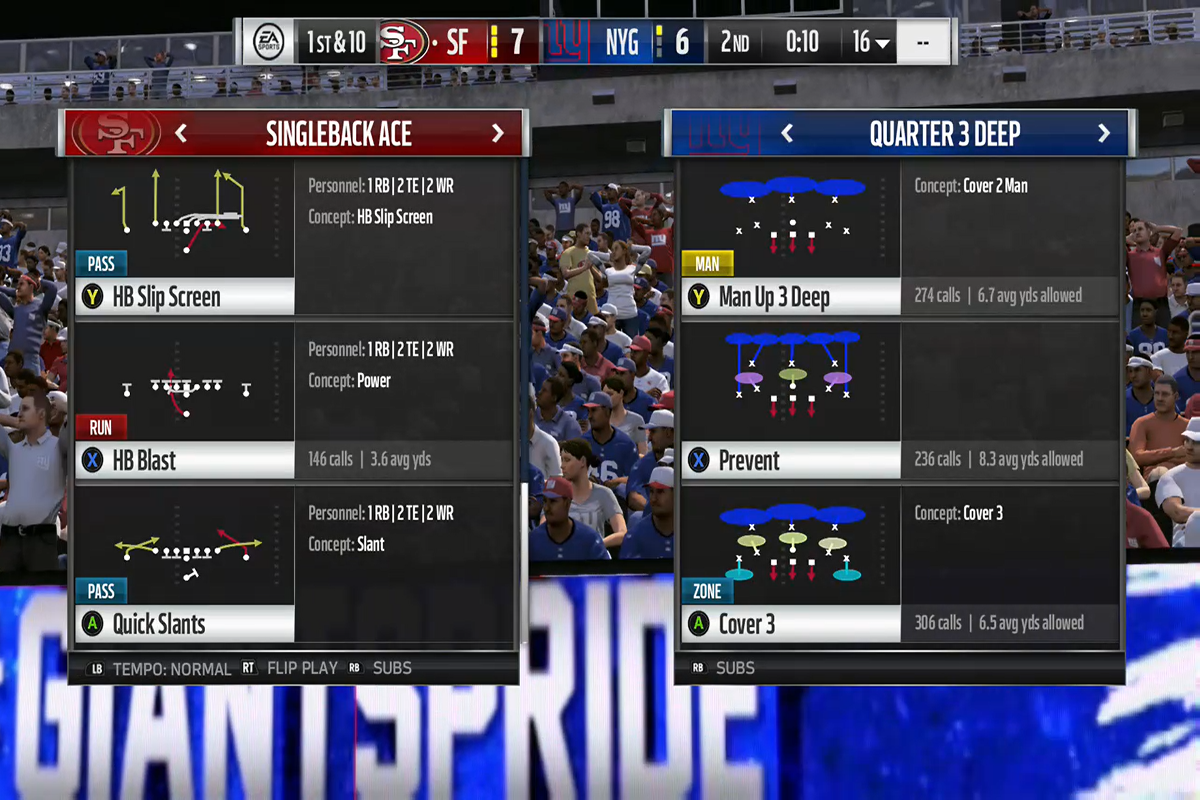 EA SPORTS 1ST & 10 SF SF 7 NYG 6 2ND 0:10 16 --
SINGLEBACK ACE
Personnel: 1 RB | 2 TE | 2 WR
Concept: HB Slip Screen
PASS
Y HB Slip Screen
Personnel: 1 RB | 2 TE | 2 WR
Concept: Power
RUN
X HB Blast
146 calls | 3.6 avg yds
Personnel: 1 RB | 2 TE | 2 WR
Concept: Slant
PASS
A Quick Slants
LB TEMPO: NORMAL RT FLIP PLAY RB SUBS
QUARTER 3 DEEP
Concept: Cover 2 Man
MAN
Y Man Up 3 Deep
274 calls | 6.7 avg yds allowed
X Prevent
236 calls | 8.3 avg yds allowed
Concept: Cover 3
ZONE
A Cover 3
306 calls | 6.5 avg yds allowed
RB SUBS
98
GIANTSPRIDE